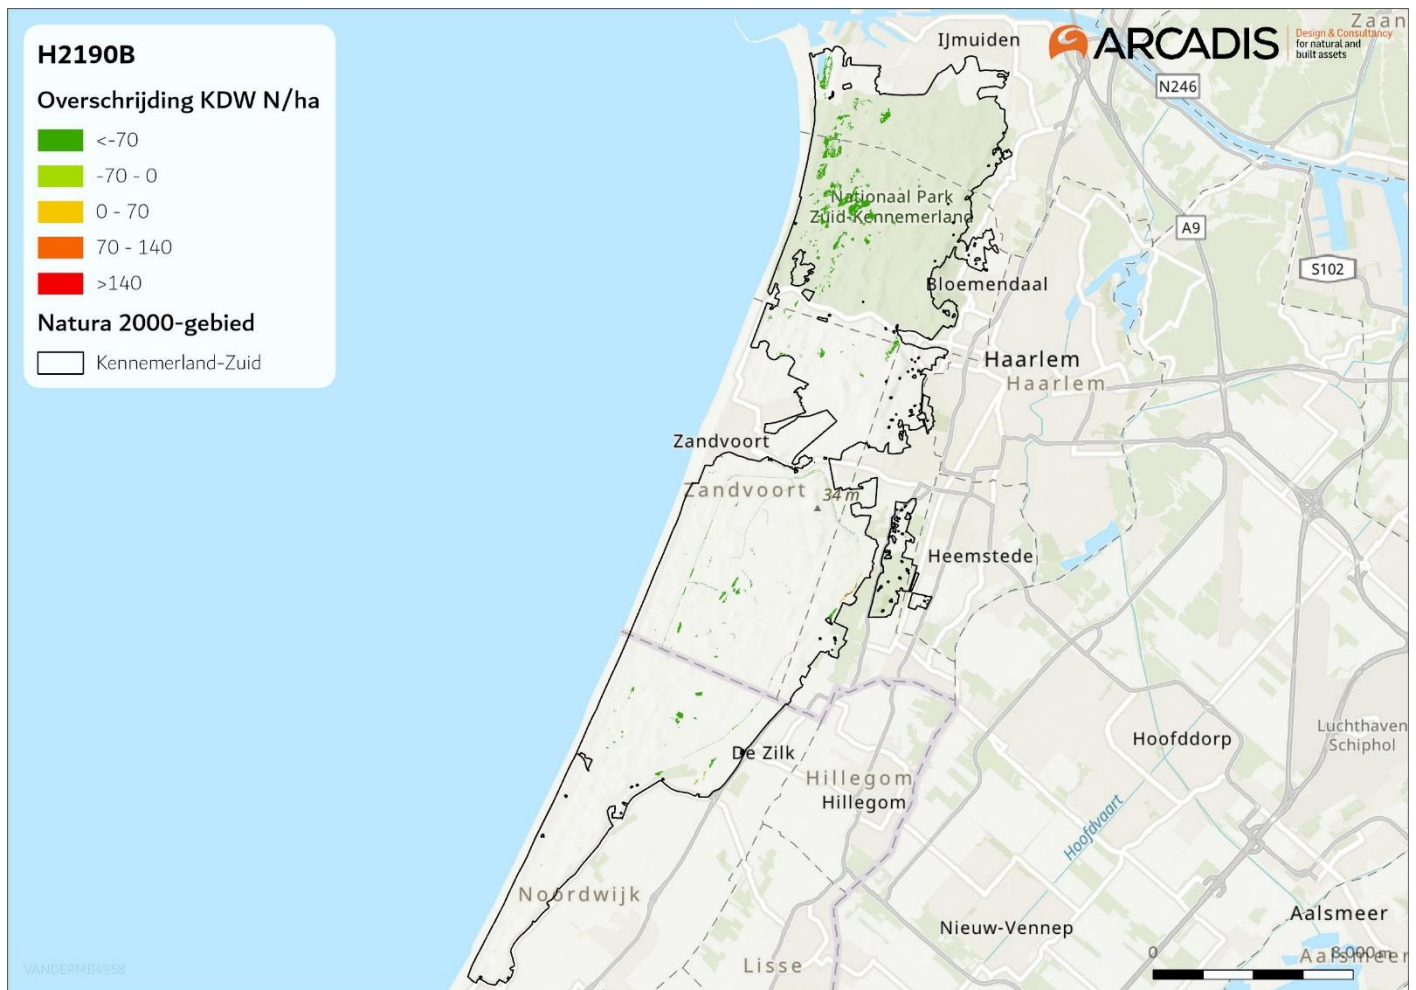 H2190B
Overschrijding KDW N/ha
<-70
-70 - 0
0 - 70
70 - 140
>140
Natura 2000-gebied
Kennemerland-Zuid
IJmuiden
ARCADIS
Design & Consultancy
for natural and
built assets
Zaan
N246
Nationaal Park
Zuid-Kennemerland
A9
S102
Bloemendaal
Haarlem
Haarlem
Zandvoort
Zandvoort
34 m
Heemstede
De Zilk
Hillegom
Hillegom
Hoofddorp
Luchthaven
Schiphol
Hoofdvaart
Noordwijk
Nieuw-Vennep
Aalsmeer
Lisse
0
8.000 m
Aalsmeer
VANDERMB4958